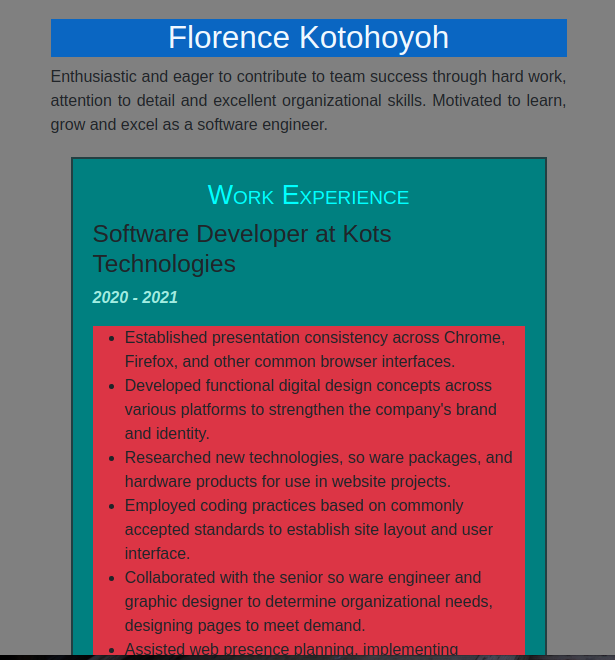 Florence Kotohoyoh
Enthusiastic and eager to contribute to team success through hard work,
attention to detail and excellent organizational skills. Motivated to learn,
grow and excel as a software engineer.
Work Experience
Software Developer at Kots
Technologies
2020 - 2021
• Established presentation consistency across Chrome,
Firefox, and other common browser interfaces.
• Developed functional digital design concepts across
various platforms to strengthen the company's brand
and identity.
• Researched new technologies, so ware packages, and
hardware products for use in website projects.
• Employed coding practices based on commonly
accepted standards to establish site layout and user
interface.
• Collaborated with the senior so ware engineer and
graphic designer to determine organizational needs,
designing pages to meet demand.
• Assisted web presence planning, implementing